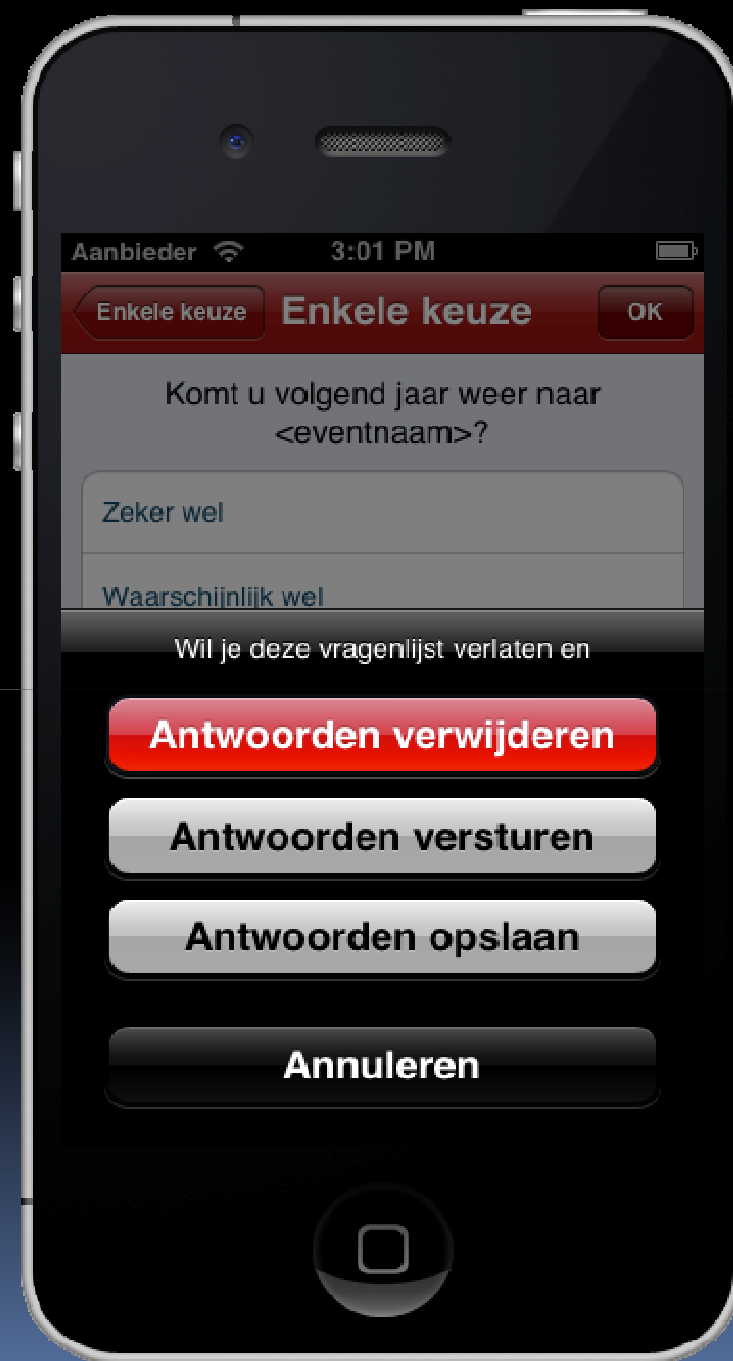 Aanbieder 3:01 PM
Enkele keuze Enkele keuze OK
Komt u volgend jaar weer naar
<eventnaam>?
Zeker wel
Waarschijnlijk wel
Wil je deze vragenlijst verlaten en
Antwoorden verwijderen
Antwoorden versturen
Antwoorden opslaan
Annuleren